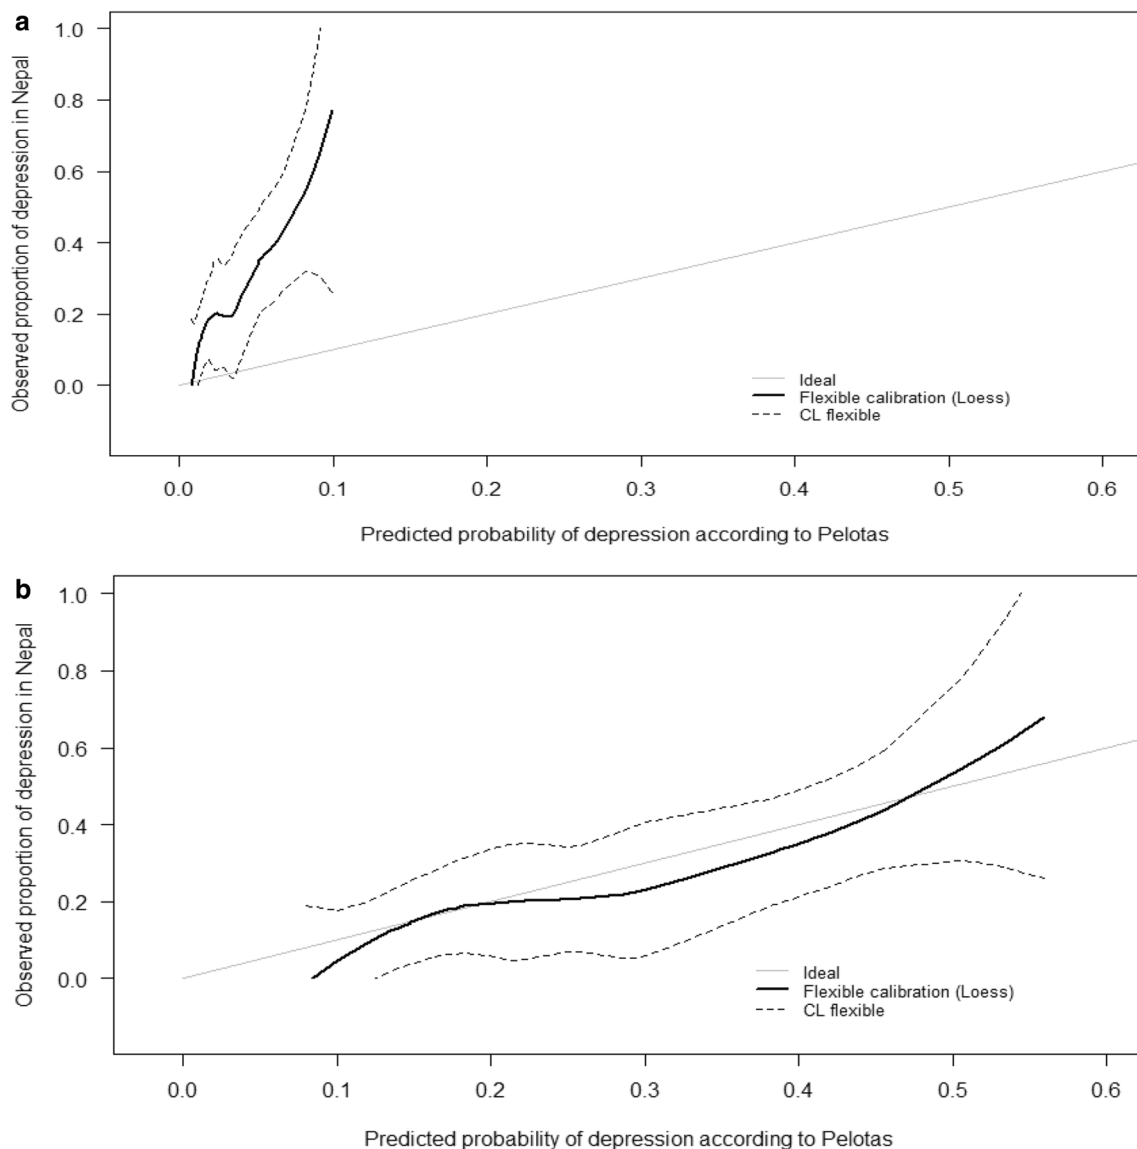 a
Observed proportion of depression in Nepal
1.0
0.8
0.6
0.4
0.2
0.0
Ideal
Flexible calibration (Loess)
CL flexible
0.0 0.1 0.2 0.3 0.4 0.5 0.6
Predicted probability of depression according to Pelotas
b
Observed proportion of depression in Nepal
1.0
0.8
0.6
0.4
0.2
0.0
Ideal
Flexible calibration (Loess)
CL flexible
0.0 0.1 0.2 0.3 0.4 0.5 0.6
Predicted probability of depression according to Pelotas